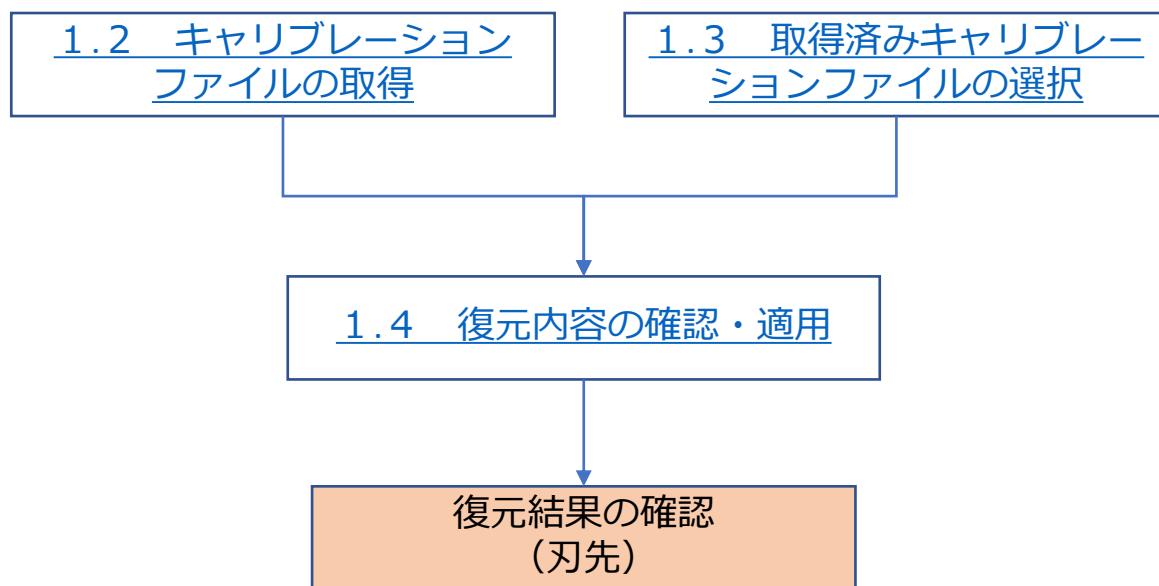 １.２　キャリブレーション
ファイルの取得
１.３　取得済みキャリブレー
ションファイルの選択
１.４　復元内容の確認・適用
復元結果の確認
（刃先）